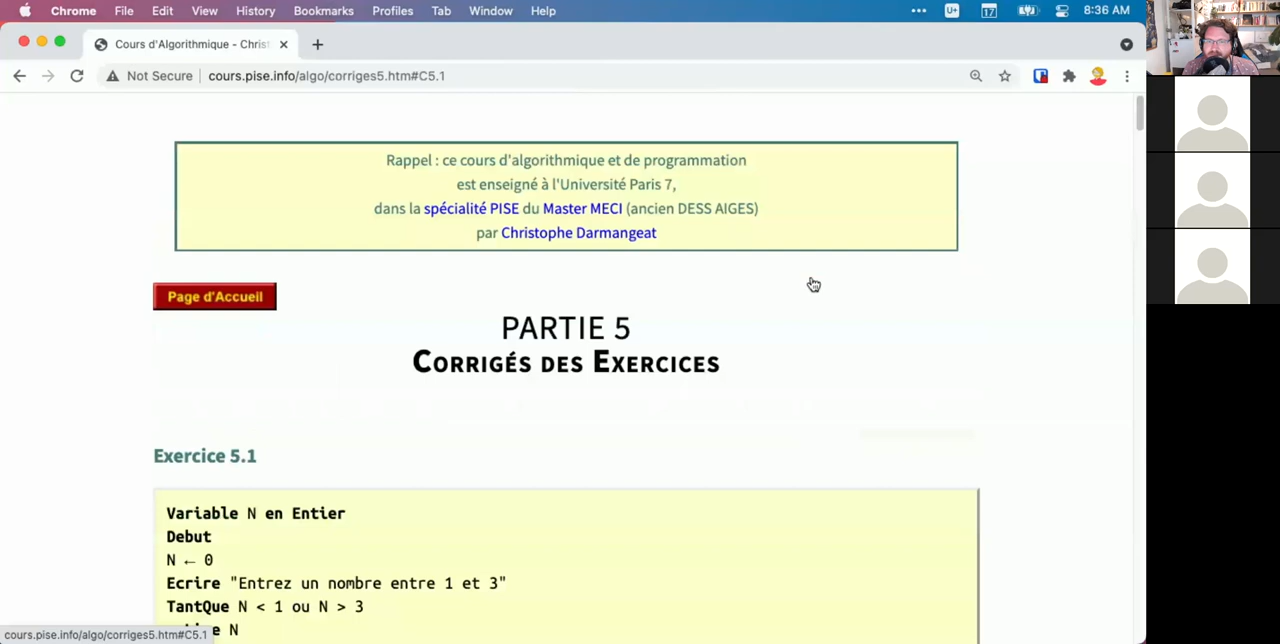 Chrome File Edit View History Bookmarks Profiles Tab Window Help 17 8:36 AM
Cours d'Algorithmique - Chris
Not Secure cours.pise.info/algo/corriges5.htm#C5.1
Rappel : ce cours d'algorithmique et de programmation
est enseigné à l'Université Paris 7,
dans la spécialité PISE du Master MECI (ancien DESS AIGES)
par Christophe Darmangeat
Page d'Accueil
PARTIE 5
CORRIGÉS DES EXERCICES
Exercice 5.1
Variable N en Entier
Debut
N ← 0
Ecrire "Entrez un nombre entre 1 et 3"
TantQue N < 1 ou N > 3
N
cours.pise.info/algo/corriges5.htm#C5.1